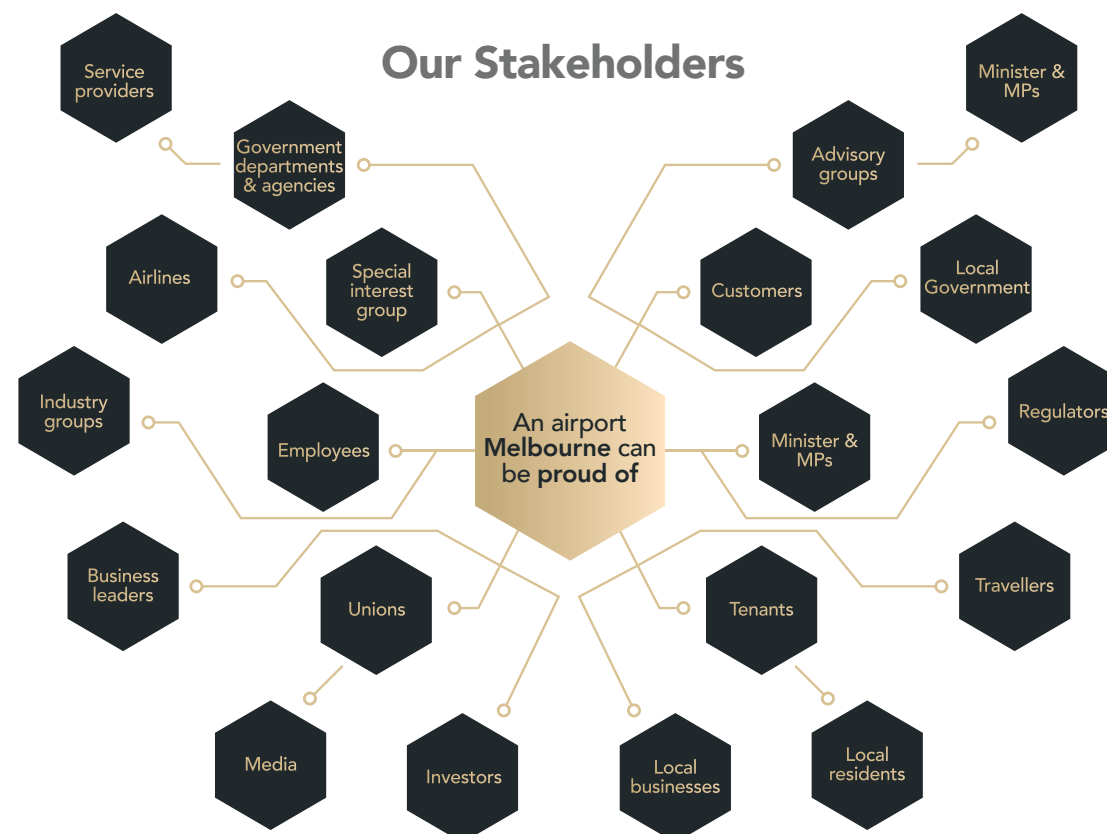 Our Stakeholders
Service
providers
Minister &
MPs
Government
departments
& agencies
Advisory
groups
Airlines
Special
interest
group
Customers
Local
Government
Industry
groups
Employees
An airport
Melbourne can
be proud of
Minister &
MPs
Regulators
Business
leaders
Unions
Tenants
Travellers
Media
Investors
Local
businesses
Local
residents